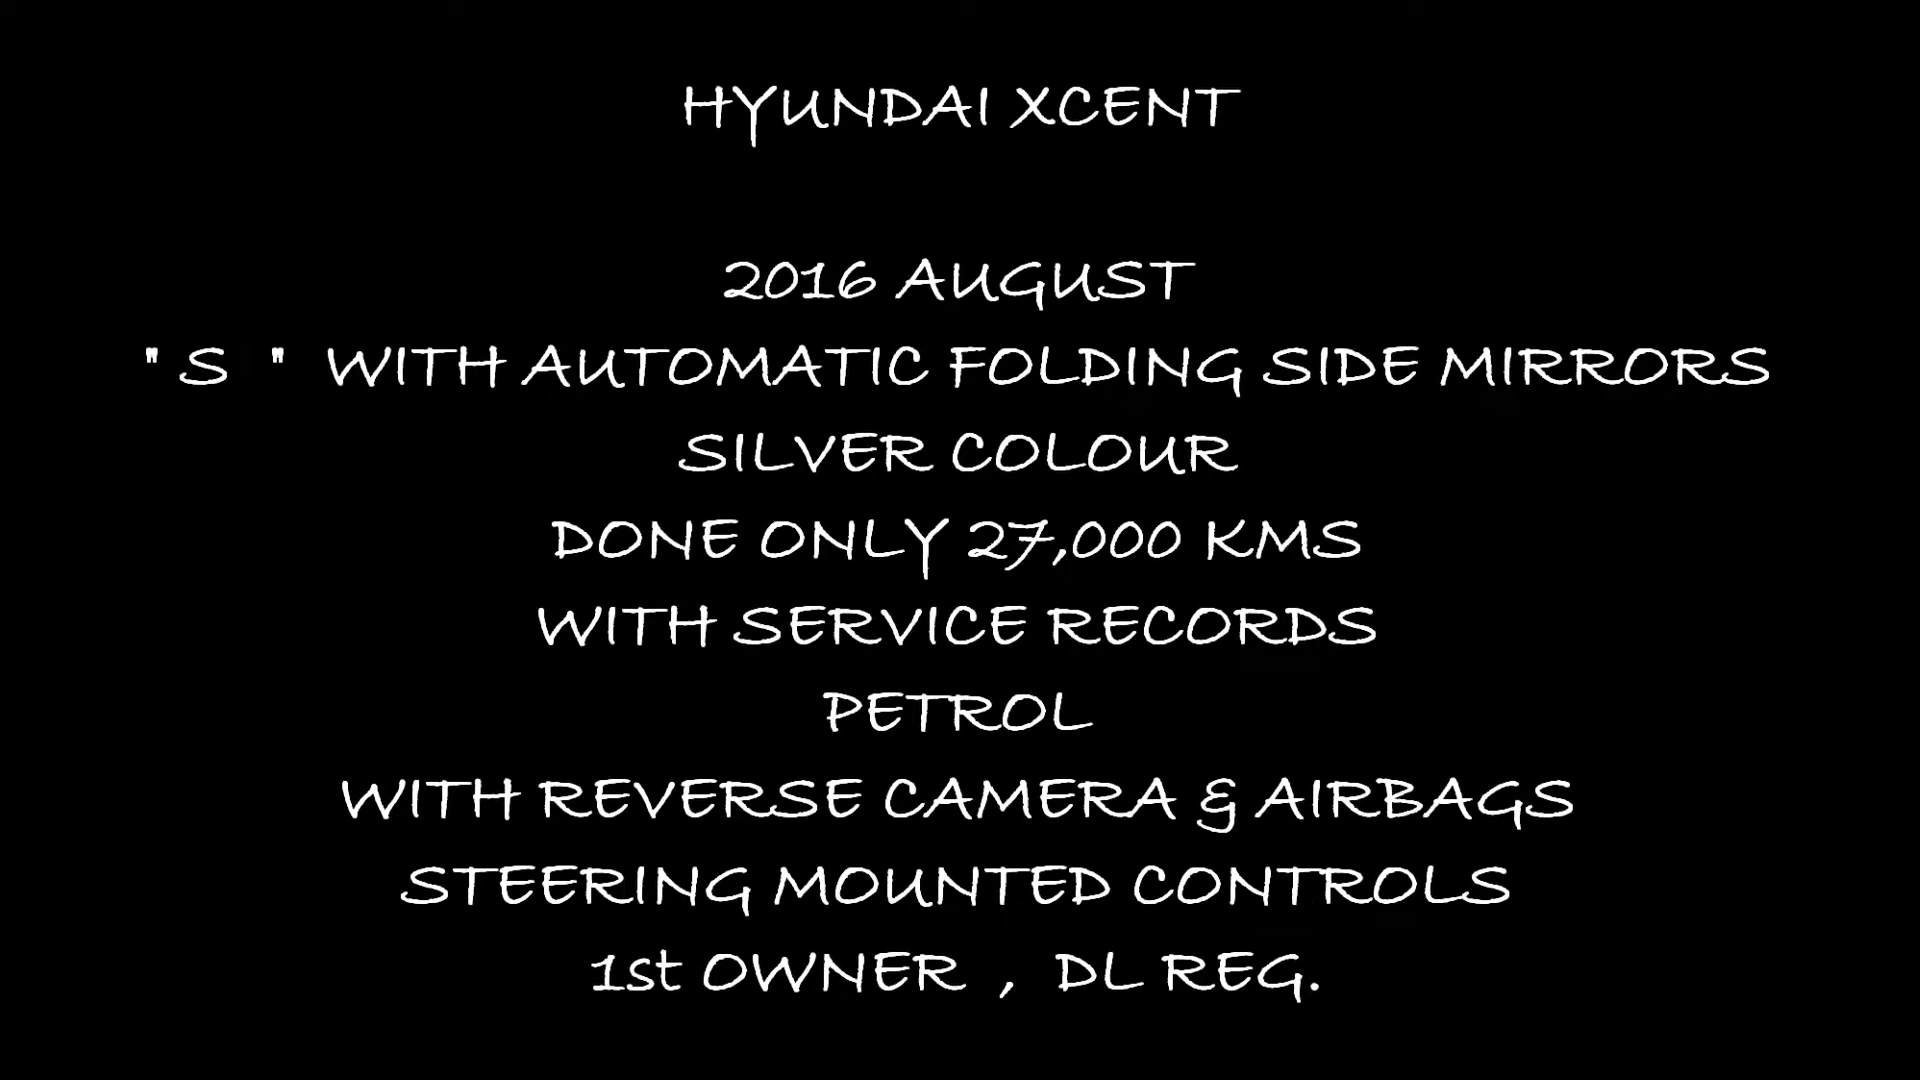 HYUNDAI XCENT
2016 AUGUST
" S " WITH AUTOMATIC FOLDING SIDE MIRRORS
SILVER COLOUR
DONE ONLY 27,000 KMS
WITH SERVICE RECORDS
PETROL
WITH REVERSE CAMERA & AIRBAGS
STEERING MOUNTED CONTROLS
1st OWNER , DL REG.